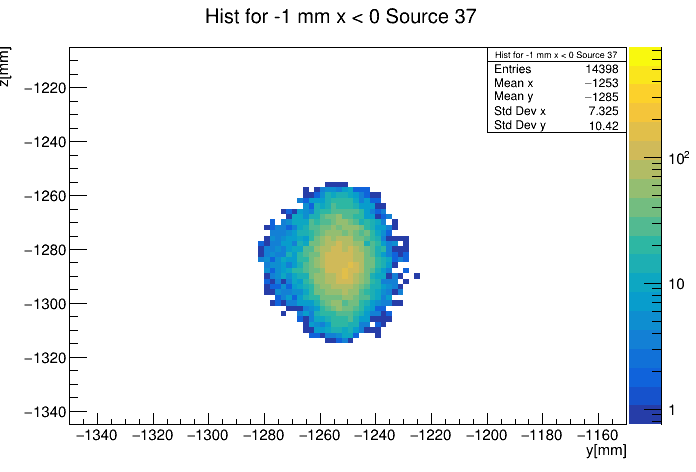 Hist for -1 mm x < 0 Source 37
z[mm]
Hist for -1 mm x < 0 Source 37
Entries 14398
Mean x −1253
Mean y −1285
Std Dev x 7.325
Std Dev y 10.42
−1220
−1240
−1260
−1280
−1300
−1320
−1340
10²
10
1
−1340 −1320 −1300 −1280 −1260 −1240 −1220 −1200 −1180 −1160
y[mm]